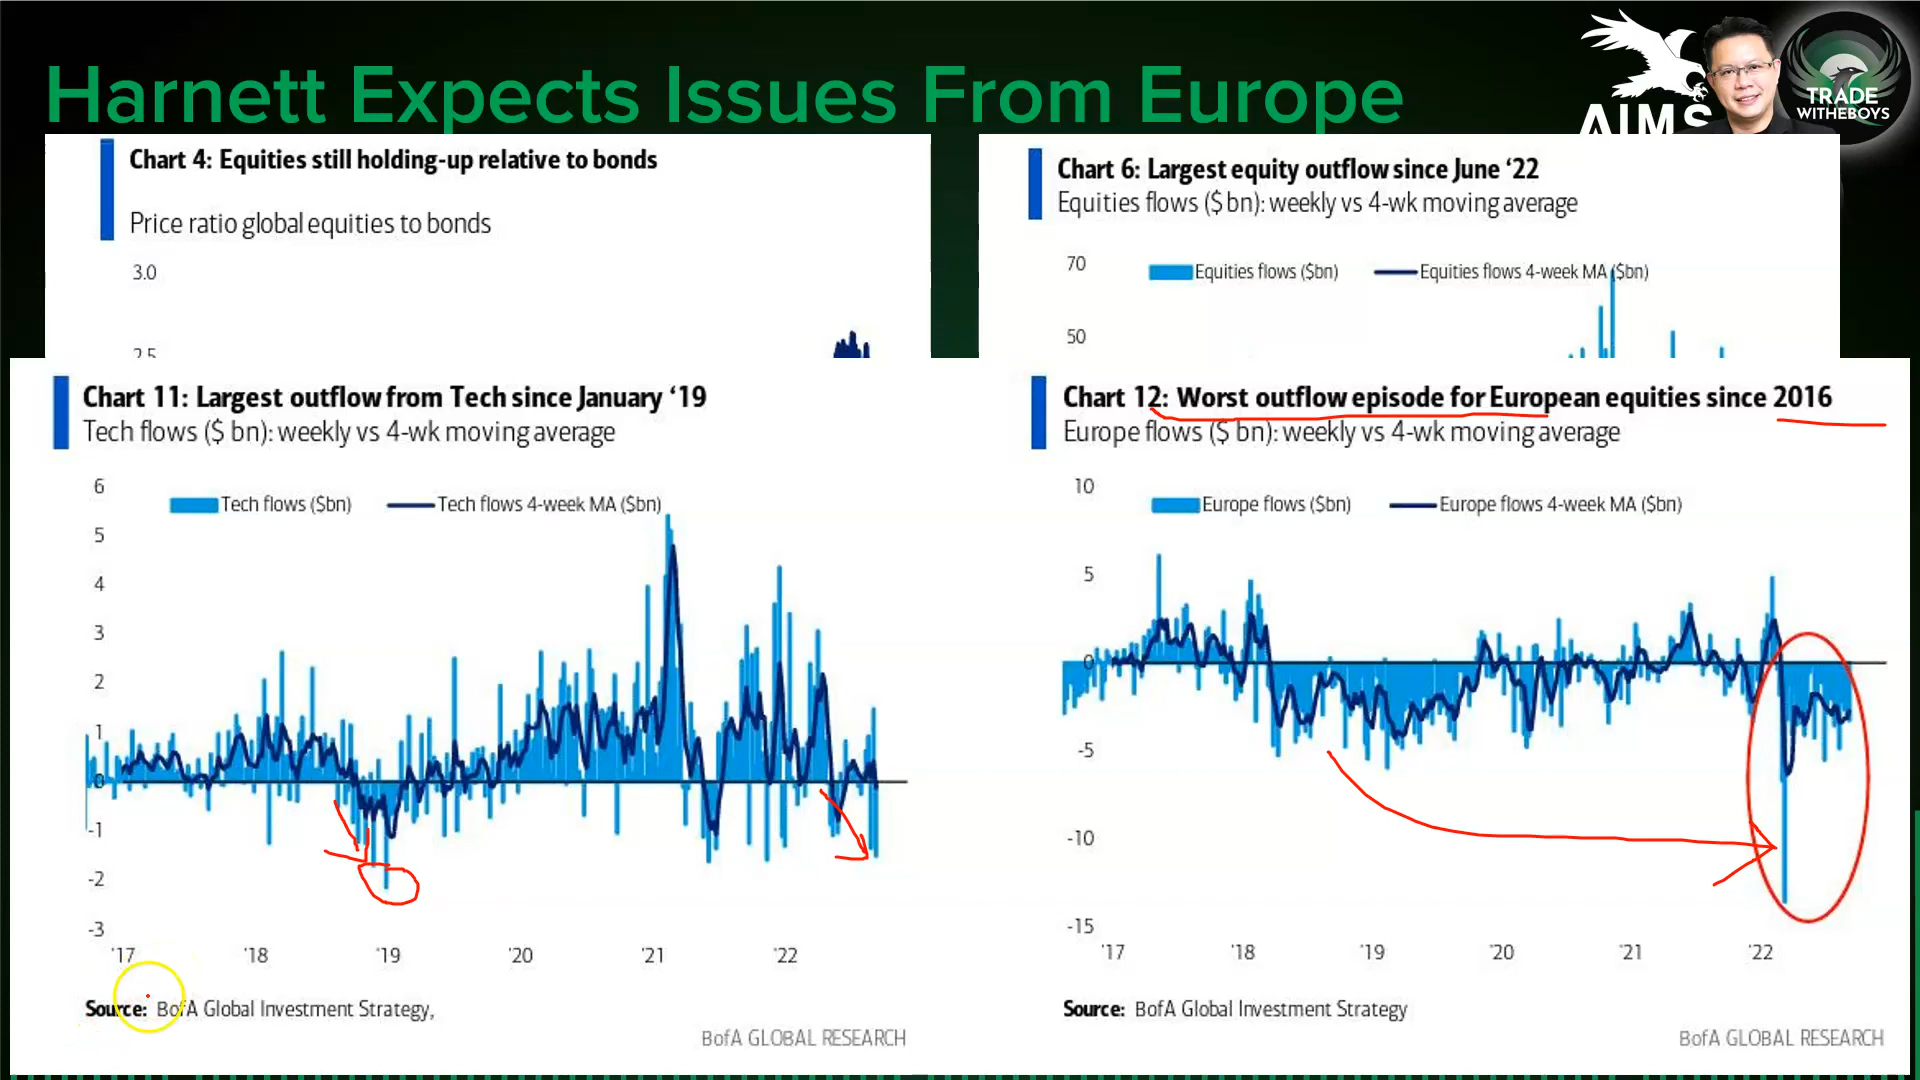 Harnett Expects Issues From Europe
AIMS
TRADE
WITHEBOYS
Chart 4: Equities still holding-up relative to bonds
Price ratio global equities to bonds
3.0
2.5
Chart 6: Largest equity outflow since June ‘22
Equities flows ($ bn): weekly vs 4-wk moving average
70
Equities flows ($bn)
Equities flows 4-week MA ($bn)
50
Chart 11: Largest outflow from Tech since January ‘19
Tech flows ($ bn): weekly vs 4-wk moving average
6
Tech flows ($bn)
Tech flows 4-week MA ($bn)
5
4
3
2
1
0
-1
-2
-3
'17
'18
'19
'20
'21
'22
Source: BofA Global Investment Strategy,
BofA GLOBAL RESEARCH
Chart 12: Worst outflow episode for European equities since 2016
Europe flows ($ bn): weekly vs 4-wk moving average
10
Europe flows ($bn)
Europe flows 4-week MA ($bn)
5
0
-5
-10
-15
'17
'18
'19
'20
'21
'22
Source: BofA Global Investment Strategy
BofA GLOBAL RESEARCH